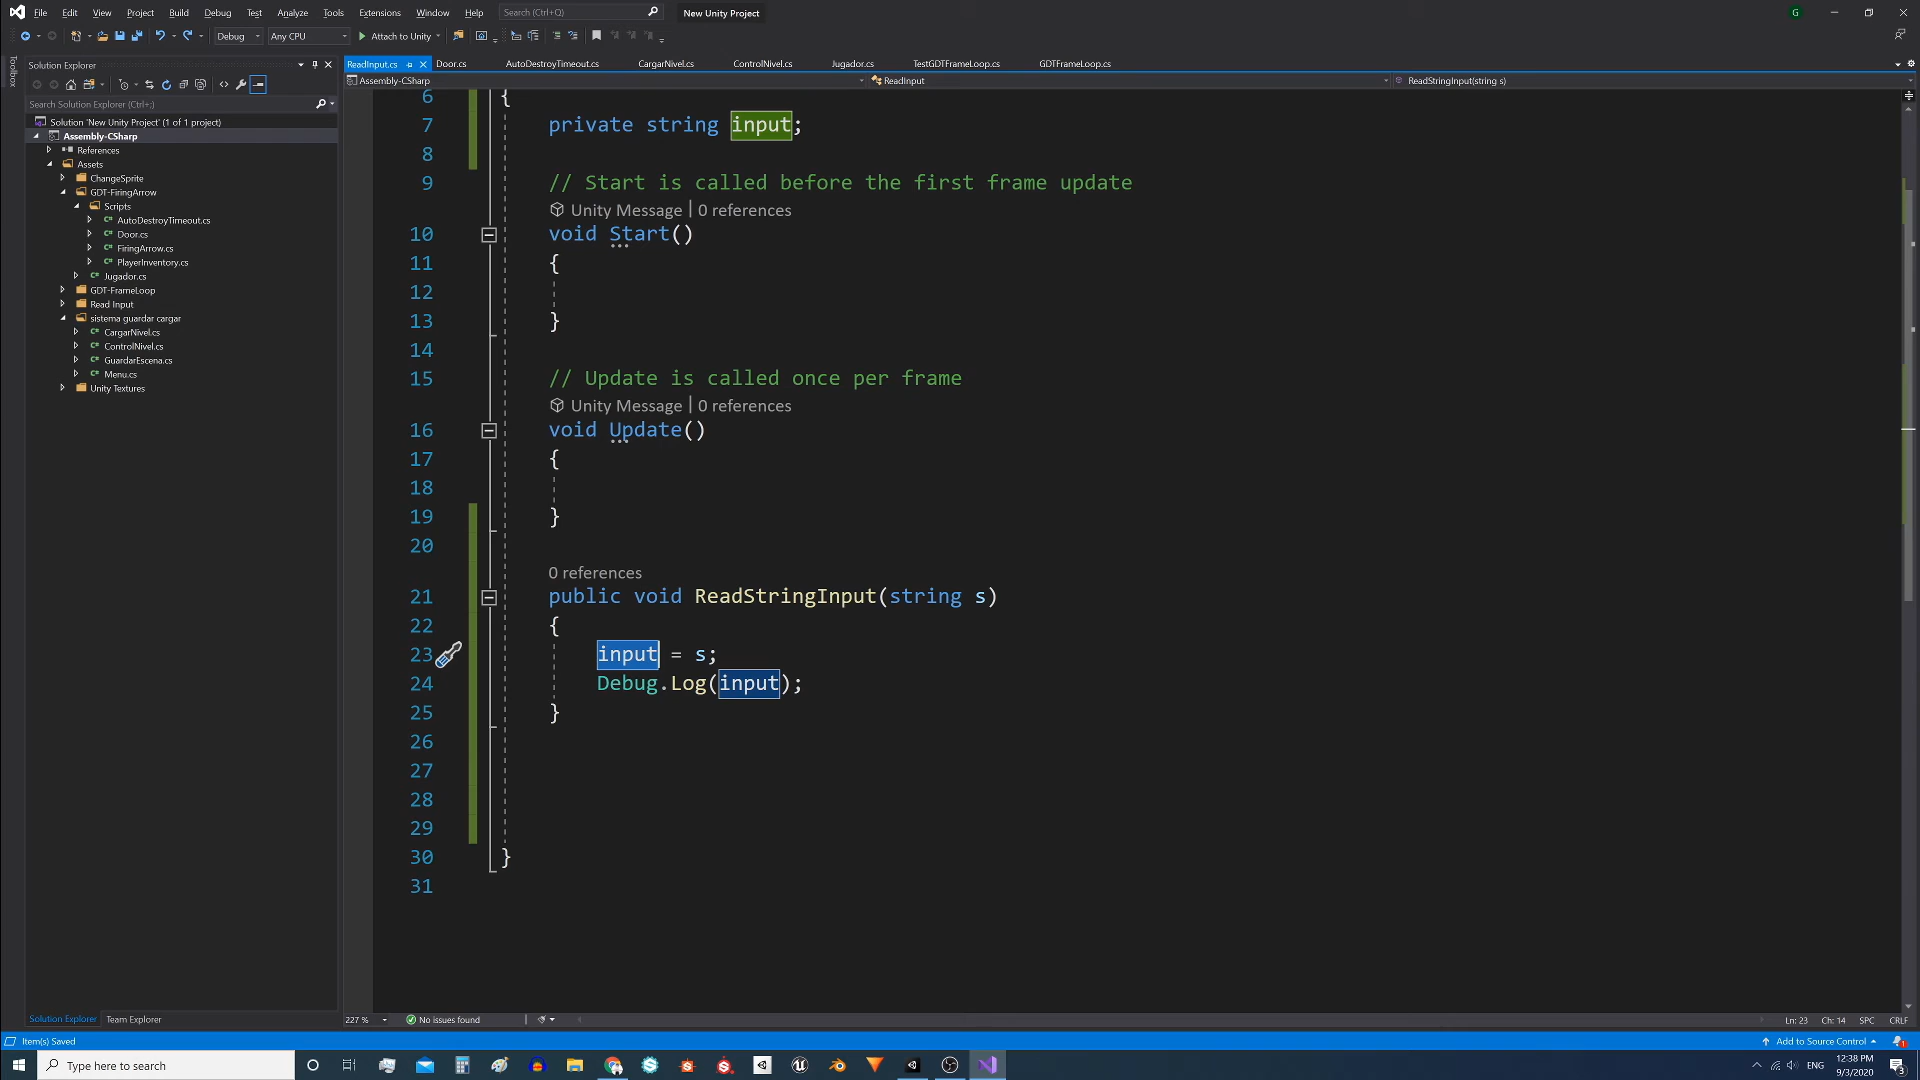 File Edit View Project Build Debug Test Analyze Tools Extensions Window Help Search (Ctrl+Q) New Unity Project G
Debug Any CPU Attach to Unity
Toolbox
Solution Explorer
Search Solution Explorer (Ctrl+;)
Solution 'New Unity Project' (1 of 1 project)
Assembly-CSharp
References
Assets
ChangeSprite
GDT-FiringArrow
Scripts
AutoDestroyTimeout.cs
Door.cs
FiringArrow.cs
PlayerInventory.cs
Jugador.cs
GDT-FrameLoop
Read Input
sistema guardar cargar
CargarNivel.cs
ControlNivel.cs
GuardarEscena.cs
Menu.cs
Unity Textures
Solution Explorer Team Explorer
ReadInput.cs Door.cs AutoDestroyTimeout.cs CargarNivel.cs ControlNivel.cs Jugador.cs TestGDTFrameLoop.cs GDTFrameLoop.cs
Assembly-CSharp ReadInput ReadStringInput(string s)
6 {
7 private string input;
8
9 // Start is called before the first frame update
Unity Message | 0 references
10 void Start()
11 {
12
13 }
14
15 // Update is called once per frame
Unity Message | 0 references
16 void Update()
17 {
18
19 }
20
0 references
21 public void ReadStringInput(string s)
22 {
23 input = s;
24 Debug.Log(input);
25 }
26
27
28
29
30 }
31
227 % No issues found Ln: 23 Ch: 14 SPC CRLF
Item(s) Saved Add to Source Control 1
Type here to search ENG 12:38 PM
9/3/2020 3